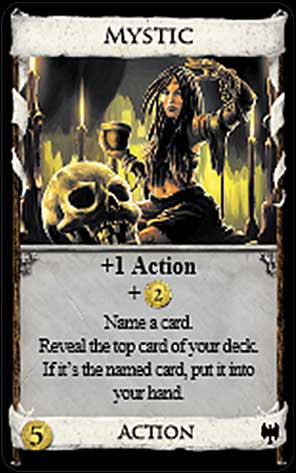 MYSTIC
+1 Action
+ 2
Name a card.
Reveal the top card of your deck.
If it's the named card, put it into
your hand.
5 ACTION